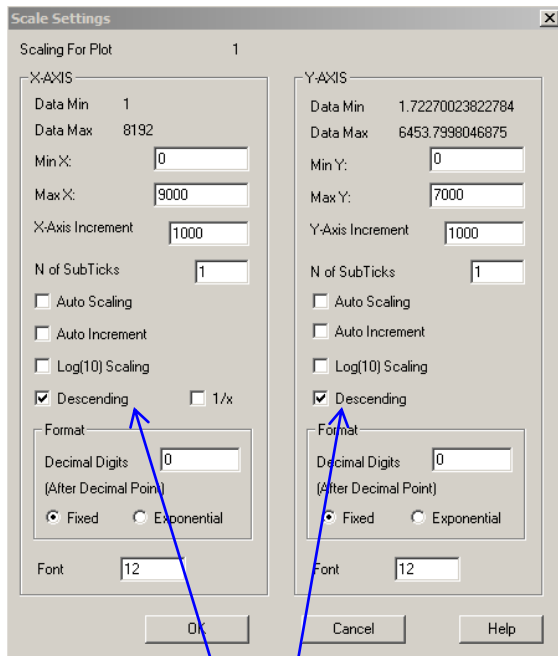 Scale Settings
Scaling For Plot 1
X-AXIS
Data Min 1
Data Max 8192
Min X: 0
Max X: 9000
X-Axis Increment 1000
N of SubTicks 1
Auto Scaling
Auto Increment
Log(10) Scaling
Descending 1/x
Format
Decimal Digits 0
(After Decimal Point)
Fixed Exponential
Font 12
Y-AXIS
Data Min 1.72270023822784
Data Max 6453.7998046875
Min Y: 0
Max Y: 7000
Y-Axis Increment 1000
N of SubTicks 1
Auto Scaling
Auto Increment
Log(10) Scaling
Descending
Format
Decimal Digits 0
(After Decimal Point)
Fixed Exponential
Font 12
OK Cancel Help